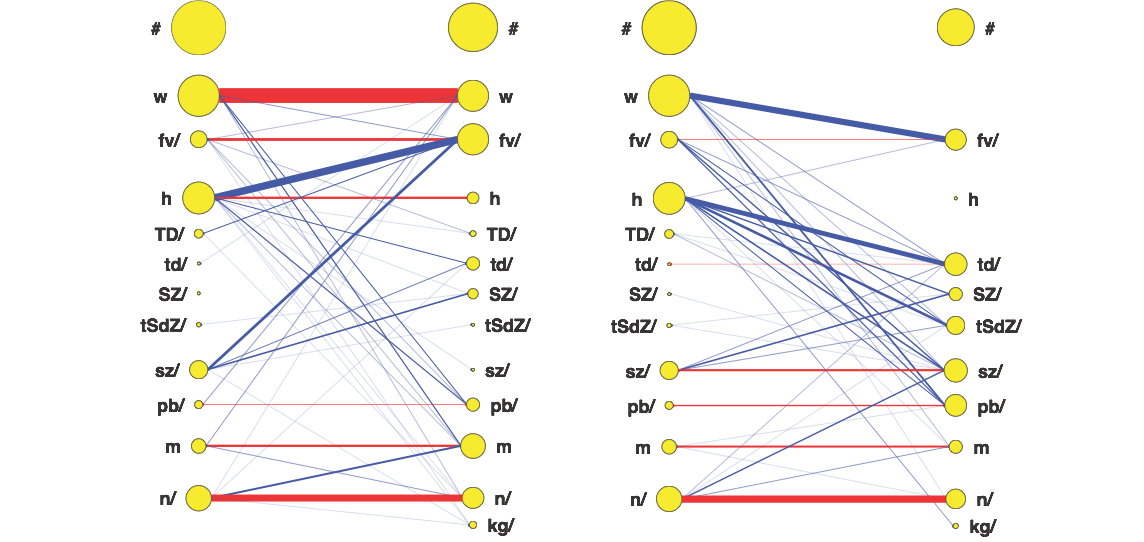 # # # #
w w w
fv/ fv/ fv/ fv/
h h h h
TD/ TD/ TD/
td/ td/ td/ td/
SZ/ SZ/ SZ/ SZ/
tSdZ/ tSdZ/ tSdZ/ tSdZ/
sz/ sz/ sz/ sz/
pb/ pb/ pb/ pb/
m m m m
n/ n/ n/ n/
kg/ kg/